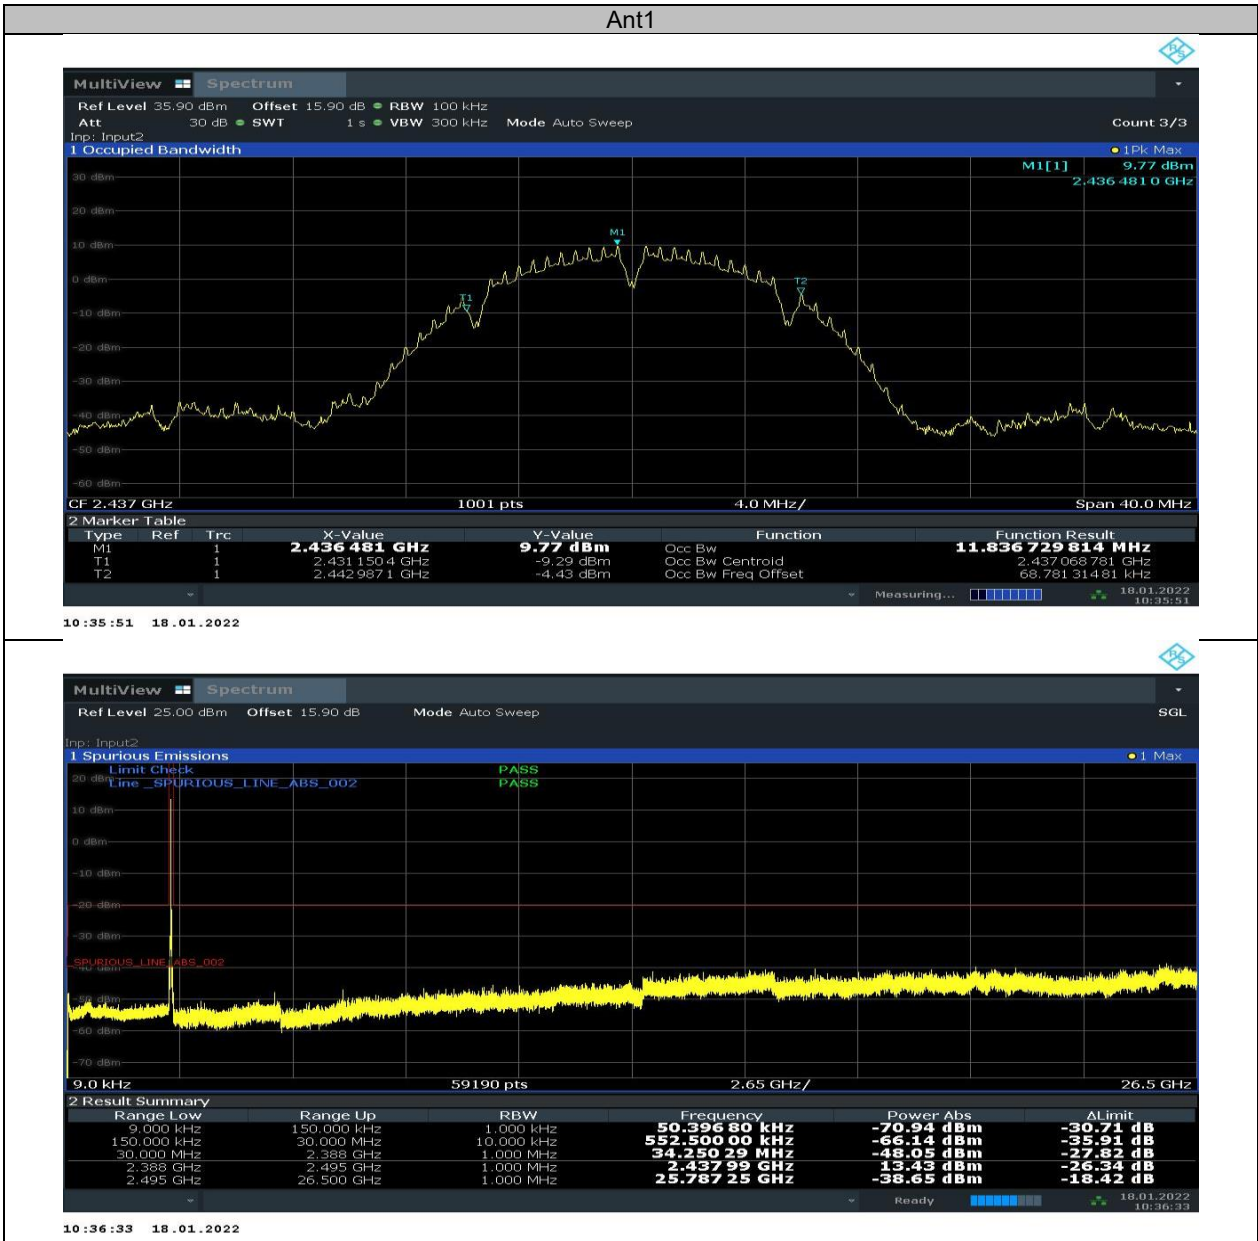 Ant1
R&S
MultiView Spectrum
Ref Level 35.90 dBm Offset 15.90 dB RBW 100 kHz
Att 30 dB SWT 1 s VBW 300 kHz Mode Auto Sweep Count 3/3
Inp: Input2
1 Occupied Bandwidth 1Pk Max
M1[1] 9.77 dBm
2.436 481 0 GHz
30 dBm
20 dBm
M1
10 dBm
0 dBm
T1 T2
-10 dBm
-20 dBm
-30 dBm
-40 dBm
-50 dBm
-60 dBm
CF 2.437 GHz 1001 pts 4.0 MHz/ Span 40.0 MHz
2 Marker Table
Type Ref Trc X-Value Y-Value Function Function Result
M1 1 2.436 481 GHz 9.77 dBm Occ Bw 11.836 729 814 MHz
T1 1 2.431 150 4 GHz -9.29 dBm Occ Bw Centroid 2.437 068 781 GHz
T2 1 2.442 987 1 GHz -4.43 dBm Occ Bw Freq Offset 68.781 314 81 kHz
Measuring... 18.01.2022
10:35:51
10:35:51 18.01.2022
R&S
MultiView Spectrum
Ref Level 25.00 dBm Offset 15.90 dB Mode Auto Sweep SGL
Inp: Input2
1 Spurious Emissions 1 Max
Limit Check PASS
20 dBm
Line _SPURIOUS_LINE_ABS_002 PASS
10 dBm
0 dBm
-10 dBm
-20 dBm
-30 dBm
_SPURIOUS_LINE_ABS_002
-40 dBm
-50 dBm
-60 dBm
-70 dBm
9.0 kHz 59190 pts 2.65 GHz/ 26.5 GHz
2 Result Summary
Range Low Range Up RBW Frequency Power Abs ΔLimit
9.000 kHz 150.000 kHz 1.000 kHz 50.396 80 kHz -70.94 dBm -30.71 dB
150.000 kHz 30.000 MHz 10.000 kHz 552.500 00 kHz -66.14 dBm -35.91 dB
30.000 MHz 2.388 GHz 1.000 MHz 34.250 29 MHz -48.05 dBm -27.82 dB
2.388 GHz 2.495 GHz 1.000 MHz 2.437 99 GHz 13.43 dBm -26.34 dB
2.495 GHz 26.500 GHz 1.000 MHz 25.787 25 GHz -38.65 dBm -18.42 dB
Ready 18.01.2022
10:36:33
10:36:33 18.01.2022